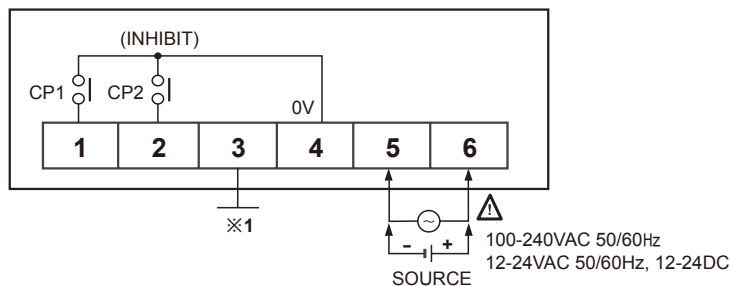 (INHIBIT)
CP1 CP2
0V
1 2 3 4 5 6
※1
- +
100-240VAC 50/60Hz
12-24VAC 50/60Hz, 12-24DC
SOURCE